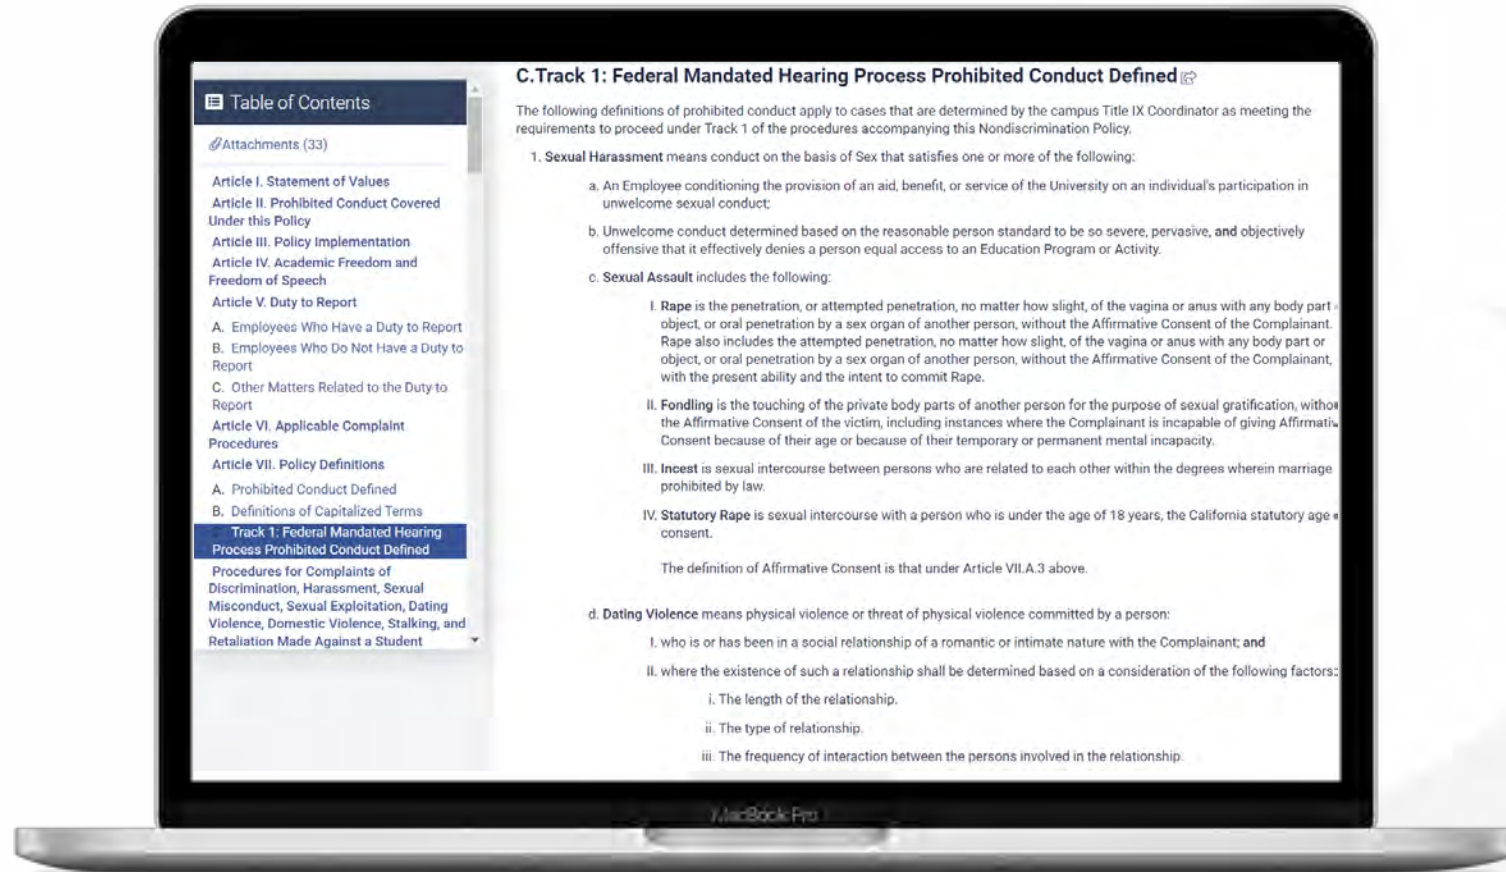 Table of Contents
Attachments (33)
Article I. Statement of Values
Article II. Prohibited Conduct Covered
Under this Policy
Article III. Policy Implementation
Article IV. Academic Freedom and
Freedom of Speech
Article V. Duty to Report
A. Employees Who Have a Duty to Report
B. Employees Who Do Not Have a Duty to
Report
C. Other Matters Related to the Duty to
Report
Article VI. Applicable Complaint
Procedures
Article VII. Policy Definitions
A. Prohibited Conduct Defined
B. Definitions of Capitalized Terms
Track 1: Federal Mandated Hearing
Process Prohibited Conduct Defined
Procedures for Complaints of
Discrimination, Harassment, Sexual
Misconduct, Sexual Exploitation, Dating
Violence, Domestic Violence, Stalking, and
Retaliation Made Against a Student
C.Track 1: Federal Mandated Hearing Process Prohibited Conduct Defined
The following definitions of prohibited conduct apply to cases that are determined by the campus Title IX Coordinator as meeting the
requirements to proceed under Track 1 of the procedures accompanying this Nondiscrimination Policy.
1. Sexual Harassment means conduct on the basis of Sex that satisfies one or more of the following:
a. An Employee conditioning the provision of an aid, benefit, or service of the University on an individual's participation in
unwelcome sexual conduct;
b. Unwelcome conduct determined based on the reasonable person standard to be so severe, pervasive, and objectively
offensive that it effectively denies a person equal access to an Education Program or Activity.
c. Sexual Assault includes the following:
I. Rape is the penetration, or attempted penetration, no matter how slight, of the vagina or anus with any body part
object, or oral penetration by a sex organ of another person, without the Affirmative Consent of the Complainant.
Rape also includes the attempted penetration, no matter how slight, of the vagina or anus with any body part or
object, or oral penetration by a sex organ of another person, without the Affirmative Consent of the Complainant,
with the present ability and the intent to commit Rape.
II. Fondling is the touching of the private body parts of another person for the purpose of sexual gratification,
the Affirmative Consent of the victim, including instances where the Complainant is incapable of giving
Consent because of their age or because of their temporary or permanent mental incapacity.
III. Incest is sexual intercourse between persons who are related to each other within the degrees wherein marriage
prohibited by law.
IV. Statutory Rape is sexual intercourse with a person who is under the age of 18 years, the California statutory age
consent.
The definition of Affirmative Consent is that under Article VII.A.3 above.
d. Dating Violence means physical violence or threat of physical violence committed by a person:
I. who is or has been in a social relationship of a romantic or intimate nature with the Complainant; and
II. where the existence of such a relationship shall be determined based on a consideration of the following factors:
i. The length of the relationship.
ii. The type of relationship.
iii. The frequency of interaction between the persons involved in the relationship.
MacBook Pro